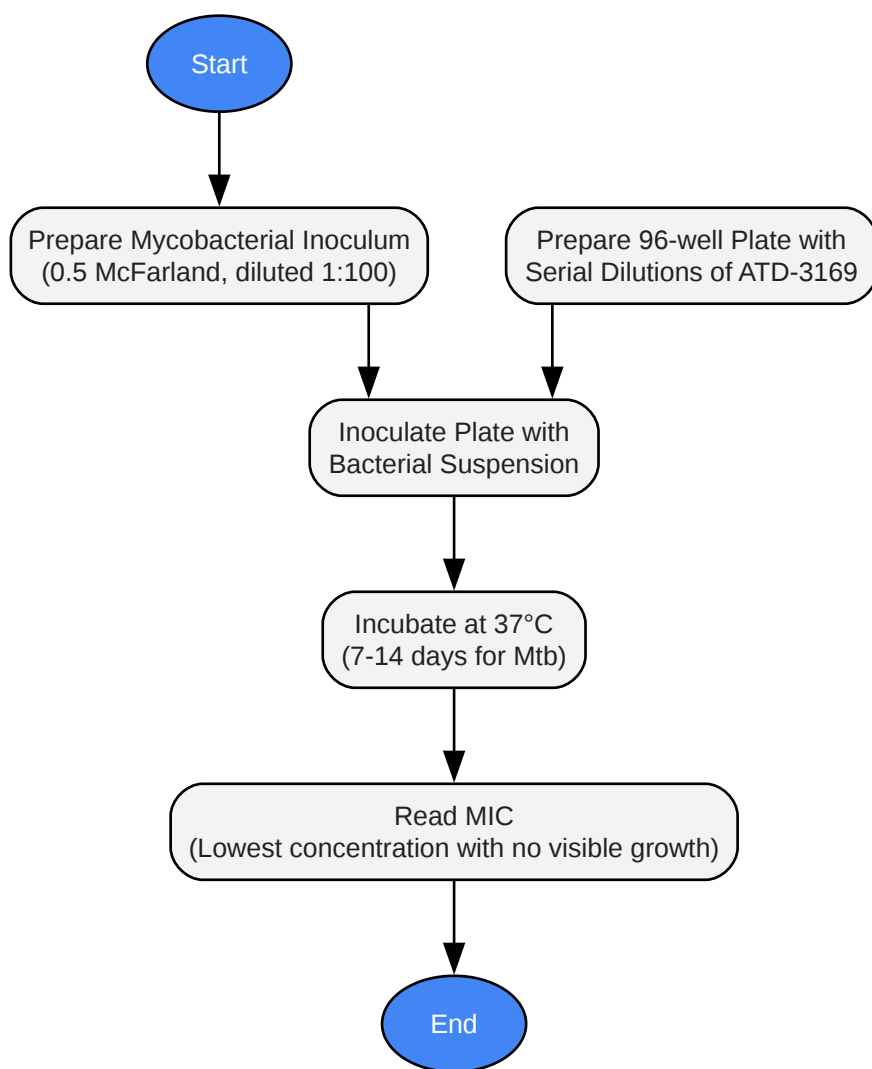 Start
Prepare Mycobacterial Inoculum
(0.5 McFarland, diluted 1:100)
Prepare 96-well Plate with
Serial Dilutions of ATD-3169
Inoculate Plate with
Bacterial Suspension
Incubate at 37°C
(7-14 days for Mtb)
Read MIC
(Lowest concentration with no visible growth)
End